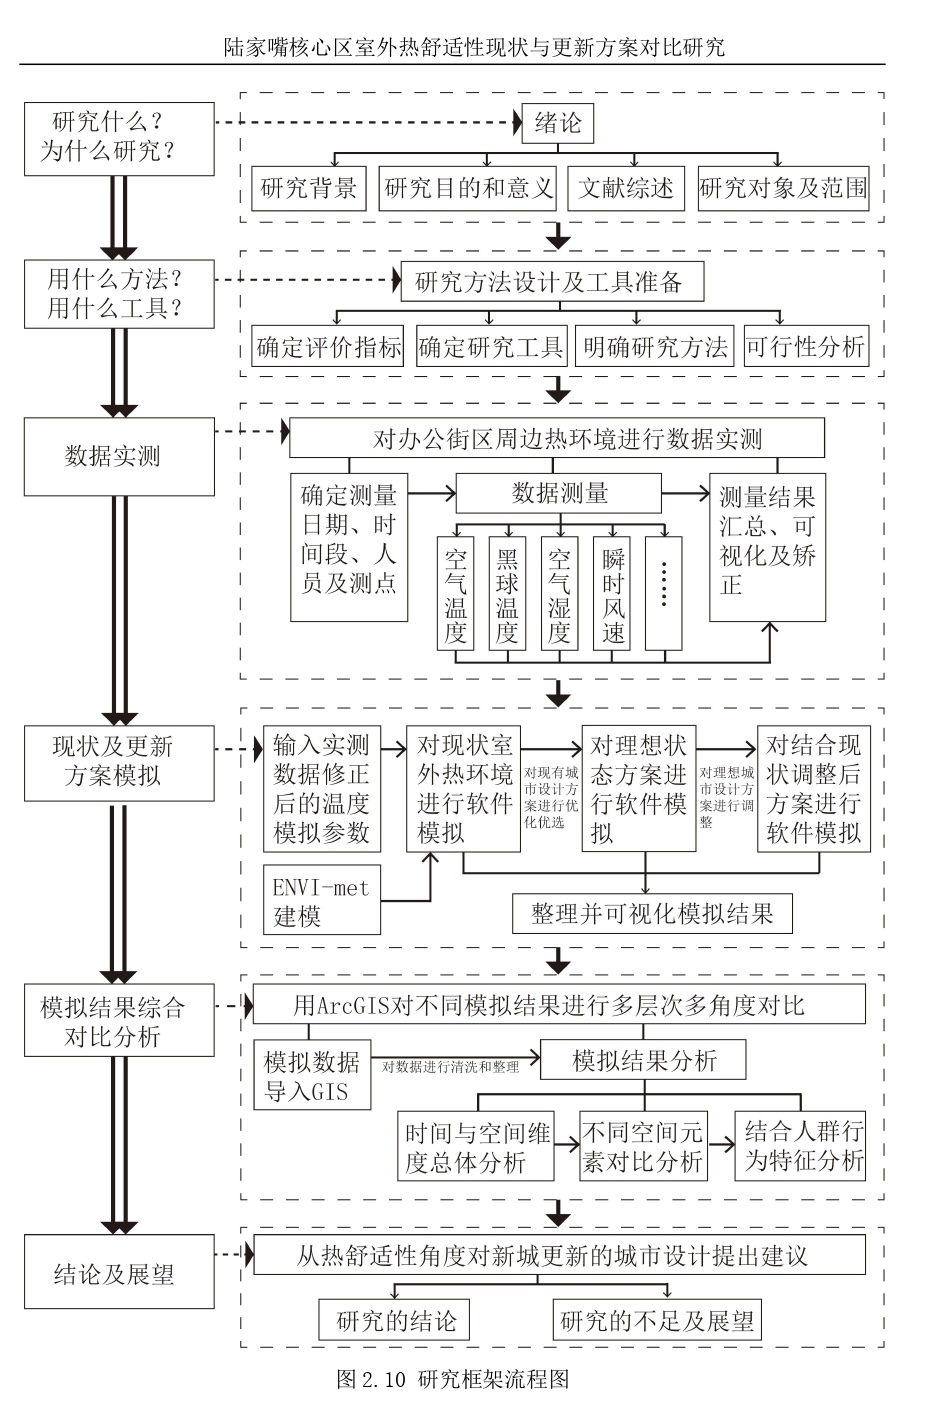 陆家嘴核心区室外热舒适性现状与更新方案对比研究
研究什么？
为什么研究？
绪论
研究背景
研究目的和意义
文献综述
研究对象及范围
用什么方法？
用什么工具？
研究方法设计及工具准备
确定评价指标
确定研究工具
明确研究方法
可行性分析
数据实测
对办公街区周边热环境进行数据实测
确定测量
日期、时
间段、人
员及测点
数据测量
空气温度
黑球温度
空气湿度
瞬时风速
……
测量结果
汇总、可
视化及矫
正
现状及更新
方案模拟
输入实测
数据修正
后的温度
模拟参数
ENVI-met
建模
对现状室
外热环境
进行软件
模拟
对现有城
市设计方
案进行优
化优选
对理想状
态方案进
行软件模
拟
对理想城
市设计方
案进行调
整
对结合现
状调整后
方案进行
软件模拟
整理并可视化模拟结果
模拟结果综合
对比分析
用ArcGIS对不同模拟结果进行多层次多角度对比
模拟数据
导入GIS
对数据进行清洗和整理
模拟结果分析
时间与空间维
度总体分析
不同空间元
素对比分析
结合人群行
为特征分析
结论及展望
从热舒适性角度对新城更新的城市设计提出建议
研究的结论
研究的不足及展望
图 2.10 研究框架流程图